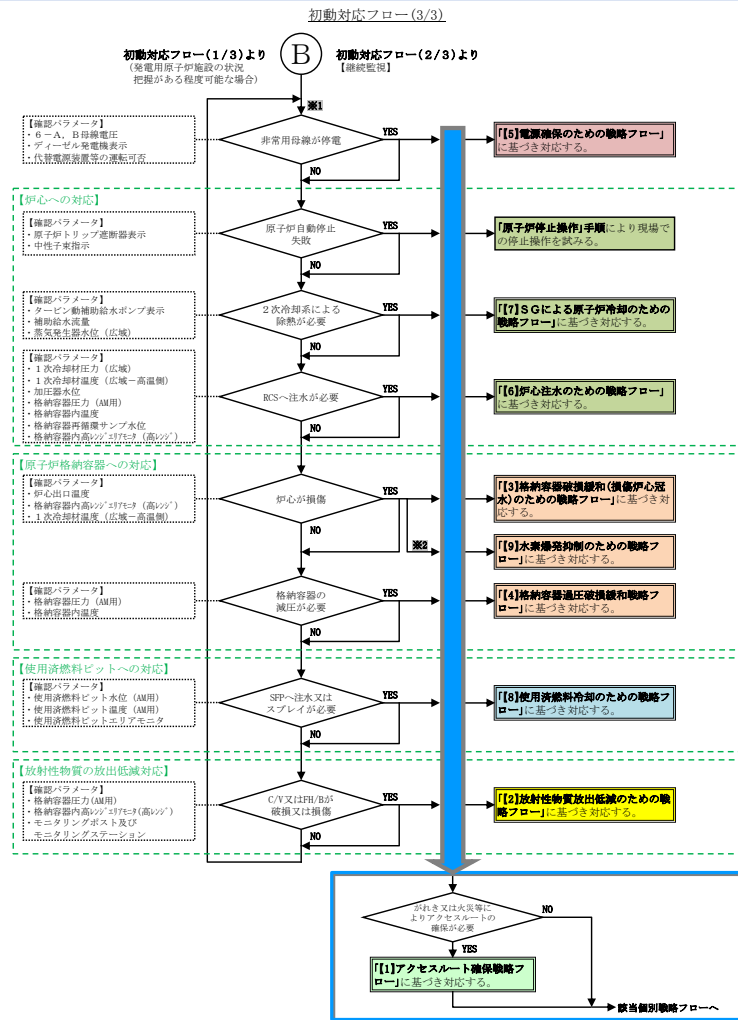 初動対応フロー(3/3)
初動対応フロー(1/3)より
(発電用原子炉施設の状況
把握がある程度可能な場合)
B
初動対応フロー(2/3)より
【継続監視】
※1
【確認パラメータ】
・6-A, B母線電圧
・ディーゼル発電機表示
・代替電源装置等の運転可否
非常用母線が停電
YES
NO
「【5】電源確保のための戦略フロー」
に基づき対応する。
【炉心への対応】
【確認パラメータ】
・原子炉トリップ遮断器表示
・中性子束指示
原子炉自動停止
失敗
YES
NO
「原子炉停止操作」手順により現場で
の停止操作を試みる。
【確認パラメータ】
・タービン動補助給水ポンプ表示
・補助給水流量
・蒸気発生器水位(広域)
2次冷却系による
除熱が必要
YES
NO
「【7】SGによる原子炉冷却のための
戦略フロー」に基づき対応する。
【確認パラメータ】
・1次冷却材圧力(広域)
・1次冷却材温度(広域-高温側)
・加圧器水位
・格納容器圧力(AM用)
・格納容器内温度
・格納容器再循環サンプ水位
・格納容器内高レンジエリアモニタ(高レンジ)
RCSへ注水が必要
YES
NO
「【6】炉心注水のための戦略フロー」
に基づき対応する。
【原子炉格納容器への対応】
【確認パラメータ】
・炉心出口温度
・格納容器内高レンジエリアモニタ(高レンジ)
・1次冷却材温度(広域-高温側)
炉心が損傷
YES
NO
※2
「【3】格納容器破損緩和(損傷炉心冠
水)のための戦略フロー」に基づき対
応する。
「【9】水素爆発抑制のための戦略フ
ロー」に基づき対応する。
【確認パラメータ】
・格納容器圧力(AM用)
・格納容器内温度
格納容器の
減圧が必要
YES
NO
「【4】格納容器過圧破損緩和戦略フ
ロー」に基づき対応する。
【使用済燃料ピットへの対応】
【確認パラメータ】
・使用済燃料ピット水位(AM用)
・使用済燃料ピット温度(AM用)
・使用済燃料ピットエリアモニタ
SFPへ注水又は
スプレイが必要
YES
NO
「【8】使用済燃料冷却のための戦略フ
ロー」に基づき対応する。
【放射性物質の放出低減対応】
【確認パラメータ】
・格納容器圧力(AM用)
・格納容器内高レンジエリアモニタ(高レンジ)
・モニタリングポスト及び
モニタリングステーション
C/V又はFH/Bが
破損又は損傷
YES
NO
「【2】放射性物質放出低減のための戦
略フロー」に基づき対応する。
がれき又は火災等に
よりアクセスルートの
確保が必要
NO
YES
「【1】アクセスルート確保戦略フ
ロー」に基づき対応する。
該当個別戦略フローへ